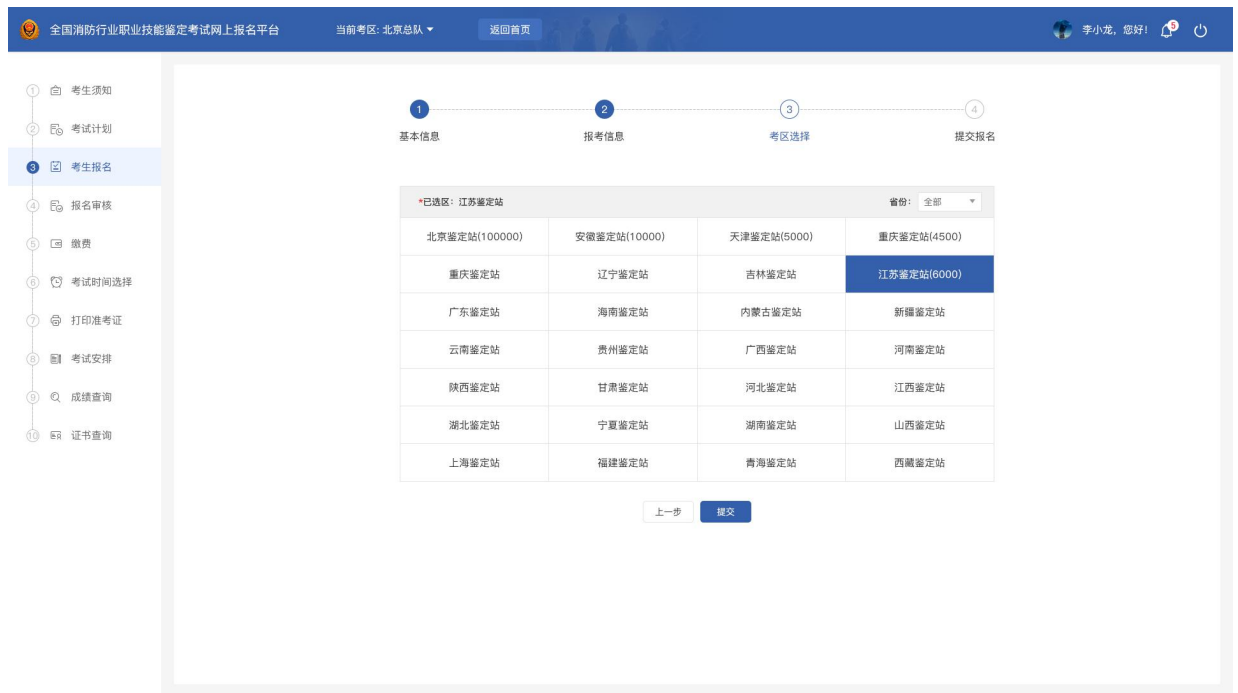 全国消防行业职业技能鉴定考试网上报名平台
当前考区: 北京总队
返回首页
李小龙, 您好!
5
1 考生须知
2 考试计划
3 考生报名
4 报名审核
5 缴费
6 考试时间选择
7 打印准考证
8 考试安排
9 成绩查询
10 证书查询
1 2 3 4
基本信息 报考信息 考区选择 提交报名
*已选区: 江苏鉴定站 省份: 全部
北京鉴定站(100000) 安徽鉴定站(10000) 天津鉴定站(5000) 重庆鉴定站(4500)
重庆鉴定站 辽宁鉴定站 吉林鉴定站 江苏鉴定站(6000)
广东鉴定站 海南鉴定站 内蒙古鉴定站 新疆鉴定站
云南鉴定站 贵州鉴定站 广西鉴定站 河南鉴定站
陕西鉴定站 甘肃鉴定站 河北鉴定站 江西鉴定站
湖北鉴定站 宁夏鉴定站 湖南鉴定站 山西鉴定站
上海鉴定站 福建鉴定站 青海鉴定站 西藏鉴定站
上一步 提交